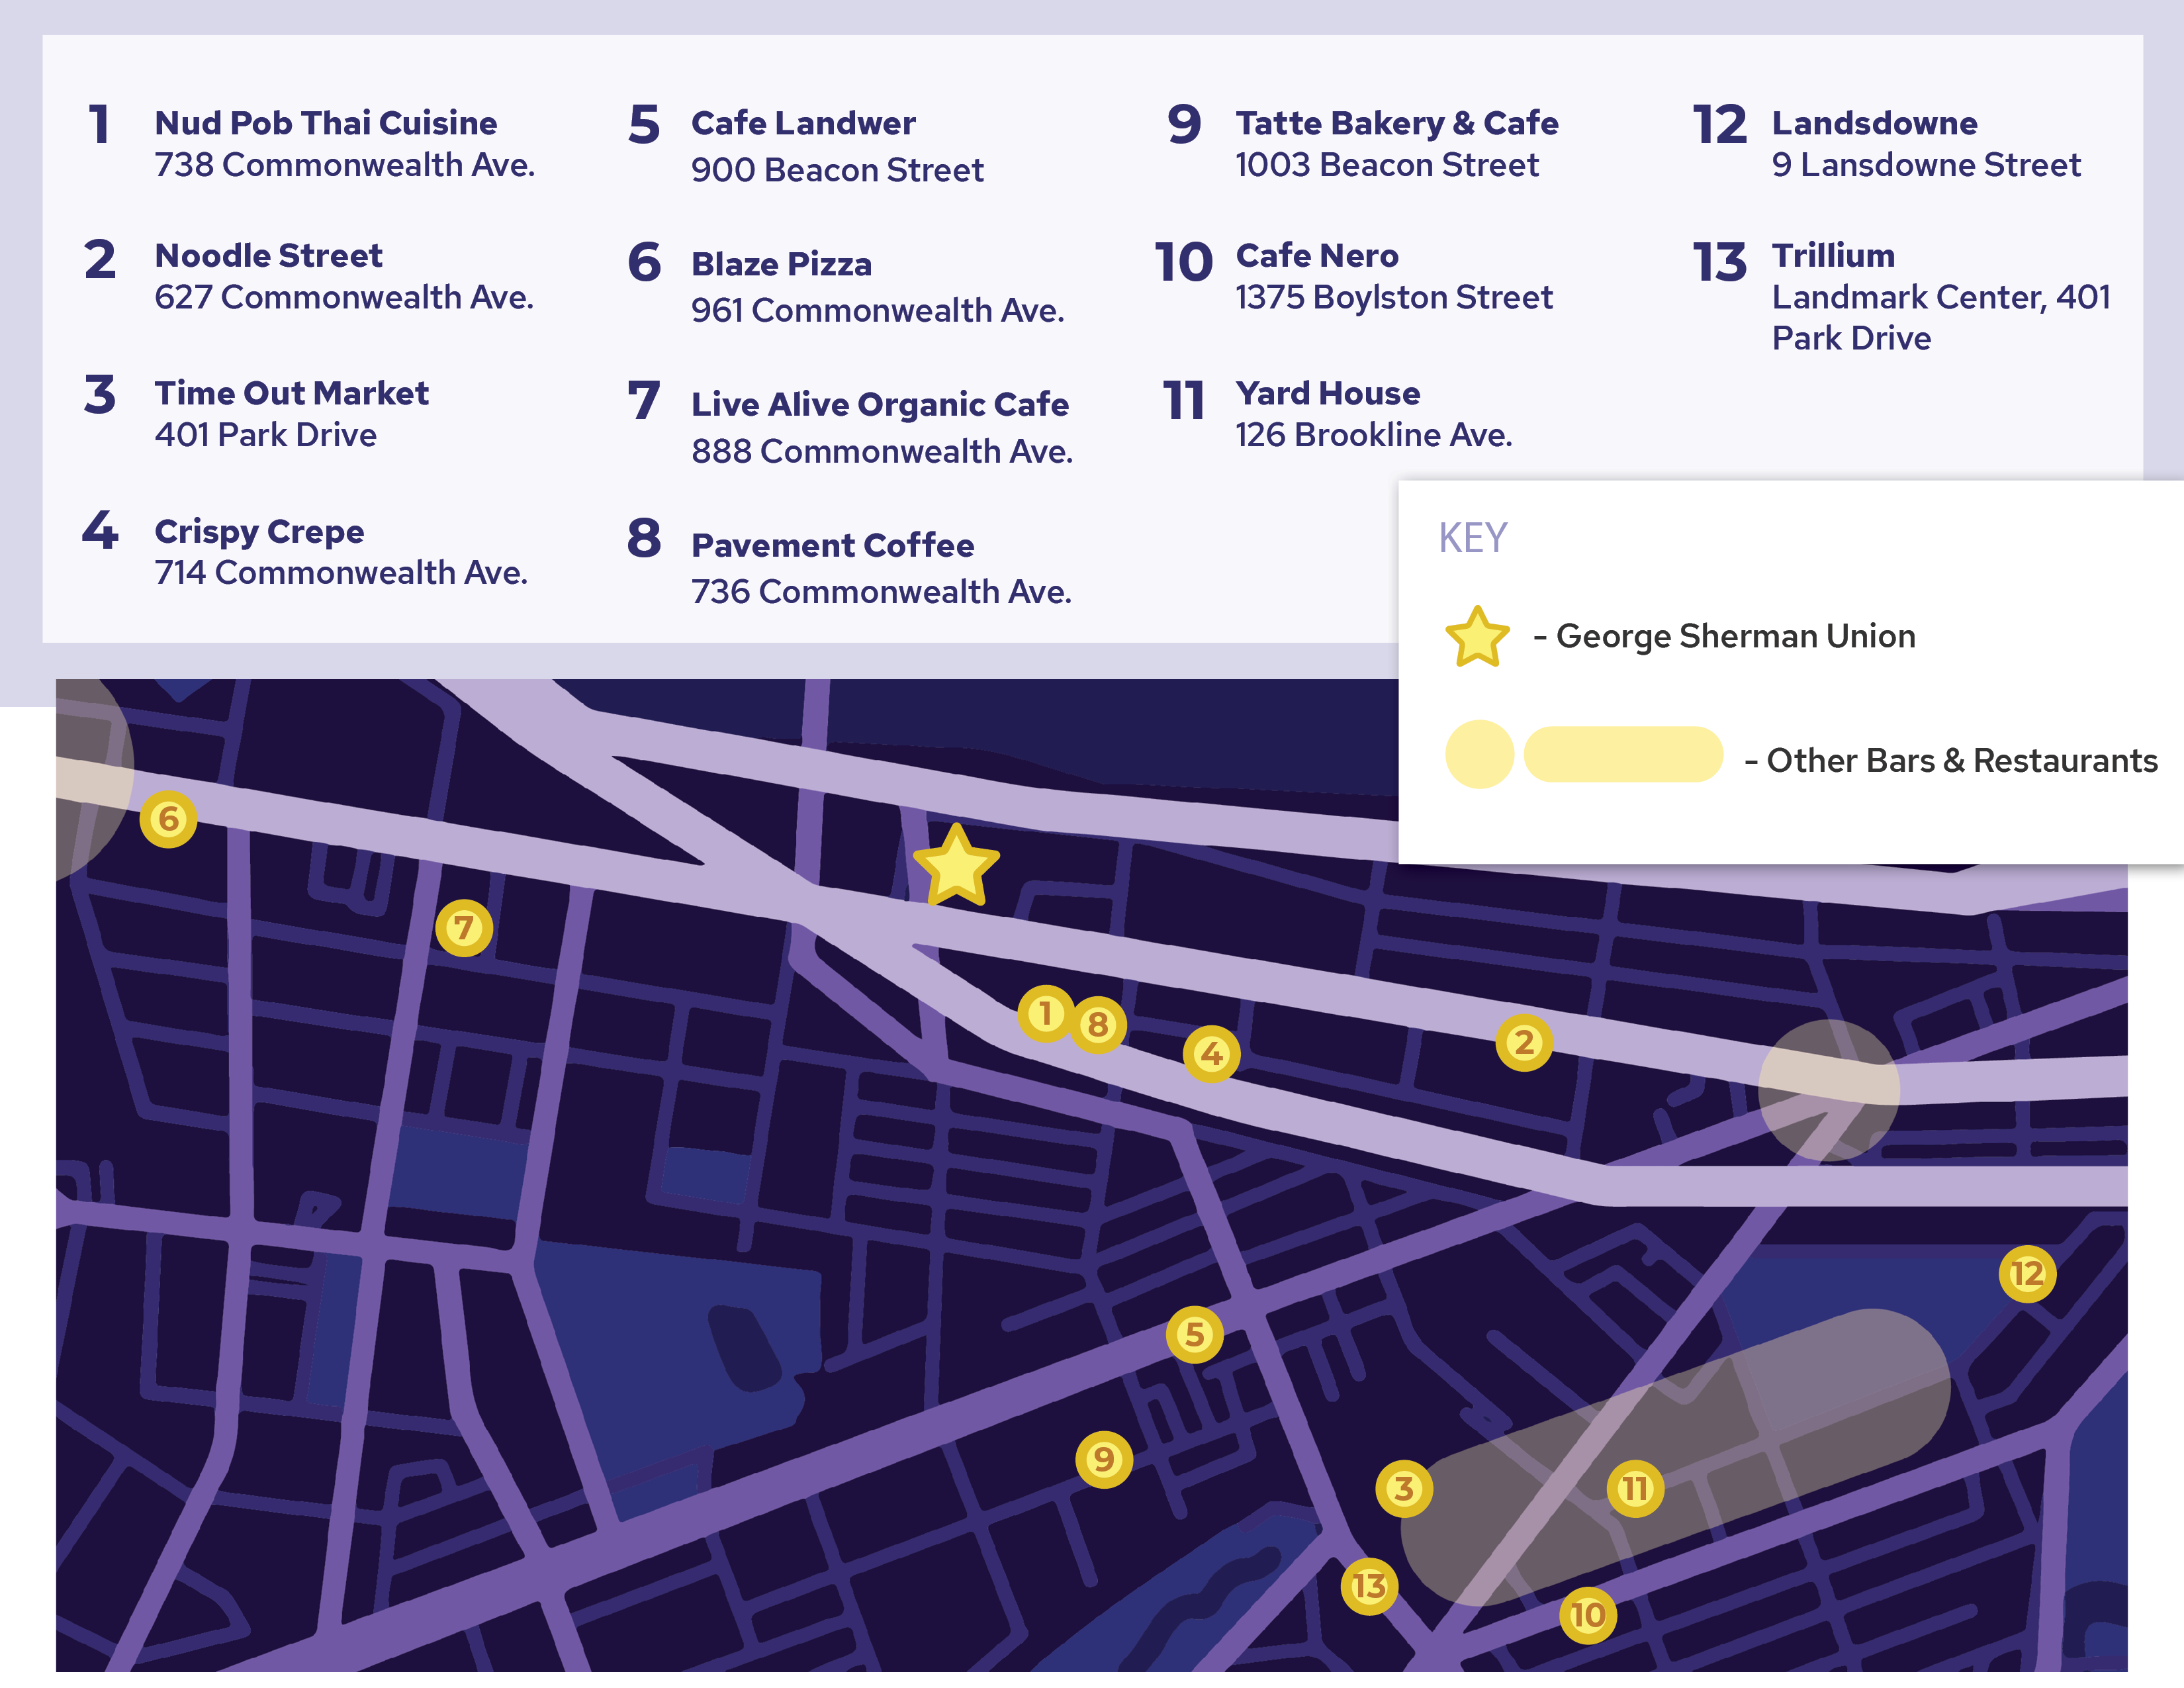 1
Nud Pob Thai Cuisine
738 Commonwealth Ave.
2
Noodle Street
627 Commonwealth Ave.
3
Time Out Market
401 Park Drive
4
Crispy Crepe
714 Commonwealth Ave.
5
Cafe Landwer
900 Beacon Street
6
Blaze Pizza
961 Commonwealth Ave.
7
Live Alive Organic Cafe
888 Commonwealth Ave.
8
Pavement Coffee
736 Commonwealth Ave.
9
Tatte Bakery & Cafe
1003 Beacon Street
10
Cafe Nero
1375 Boylston Street
11
Yard House
126 Brookline Ave.
12
Landsdowne
9 Lansdowne Street
13
Trillium
Landmark Center, 401
Park Drive
KEY
- George Sherman Union
- Other Bars & Restaurants
6
7
1
8
4
2
12
5
9
3
11
13
10